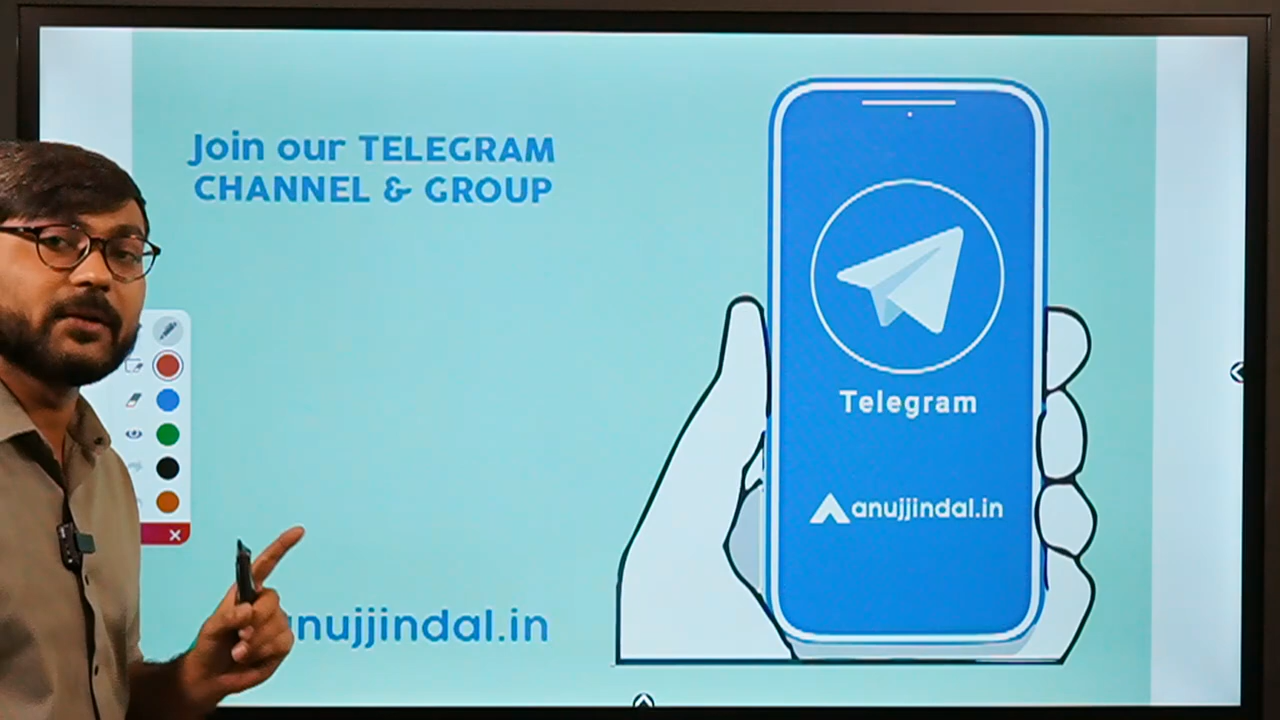 Join our TELEGRAM
CHANNEL & GROUP
Telegram
anujjindal.in
nujjindal.in